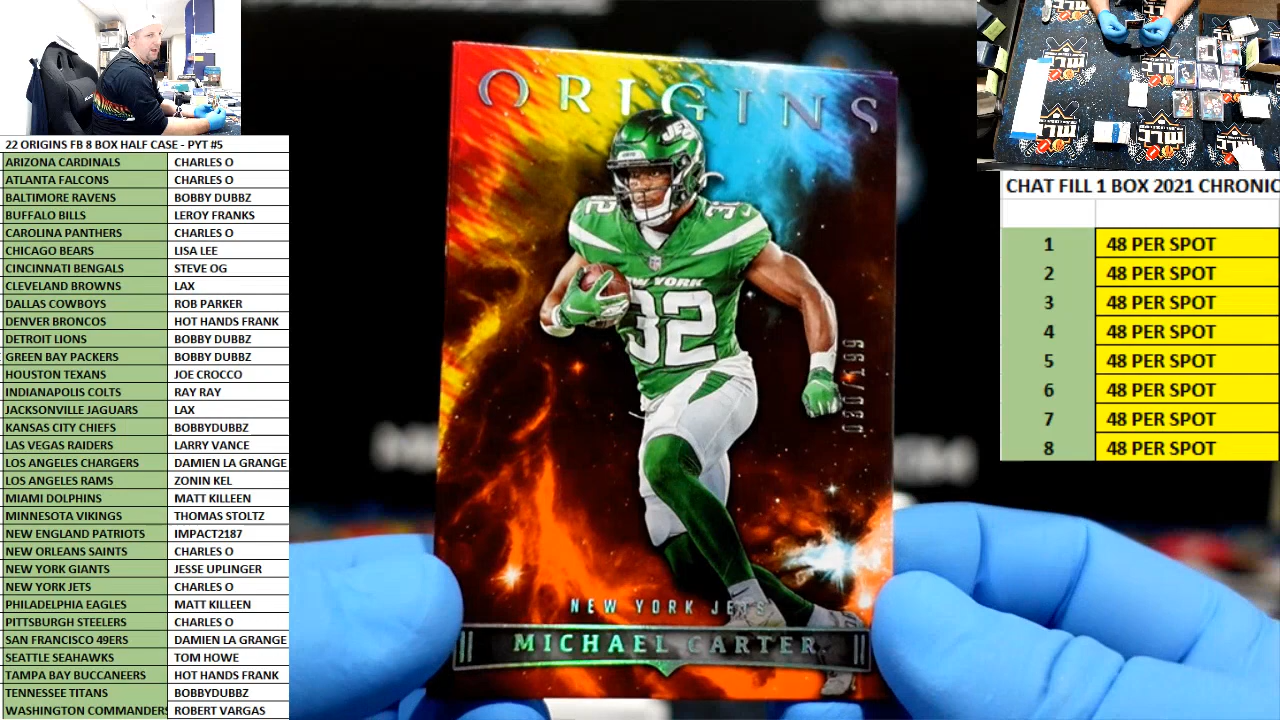 22 ORIGINS FB 8 BOX HALF CASE - PYT #5
ARIZONA CARDINALS CHARLES O
ATLANTA FALCONS CHARLES O
BALTIMORE RAVENS BOBBY DUBBZ
BUFFALO BILLS LEROY FRANKS
CAROLINA PANTHERS CHARLES O
CHICAGO BEARS LISA LEE
CINCINNATI BENGALS STEVE OG
CLEVELAND BROWNS LAX
DALLAS COWBOYS ROB PARKER
DENVER BRONCOS HOT HANDS FRANK
DETROIT LIONS BOBBY DUBBZ
GREEN BAY PACKERS BOBBY DUBBZ
HOUSTON TEXANS JOE CROCCO
INDIANAPOLIS COLTS RAY RAY
JACKSONVILLE JAGUARS LAX
KANSAS CITY CHIEFS BOBBYDUBBZ
LAS VEGAS RAIDERS LARRY VANCE
LOS ANGELES CHARGERS DAMIEN LA GRANGE
LOS ANGELES RAMS ZONIN KEL
MIAMI DOLPHINS MATT KILLEEN
MINNESOTA VIKINGS THOMAS STOLTZ
NEW ENGLAND PATRIOTS IMPACT2187
NEW ORLEANS SAINTS CHARLES O
NEW YORK GIANTS JESSE UPLINGER
NEW YORK JETS CHARLES O
PHILADELPHIA EAGLES MATT KILLEEN
PITTSBURGH STEELERS CHARLES O
SAN FRANCISCO 49ERS DAMIEN LA GRANGE
SEATTLE SEAHAWKS TOM HOWE
TAMPA BAY BUCCANEERS HOT HANDS FRANK
TENNESSEE TITANS BOBBYDUBBZ
WASHINGTON COMMANDERS ROBERT VARGAS
ORIGINS
JETS
32
32
NEW YORK
32
080/199
NEW YORK JETS
MICHAEL CARTER
CHAT FILL 1 BOX 2021 CHRONIC
1 48 PER SPOT
2 48 PER SPOT
3 48 PER SPOT
4 48 PER SPOT
5 48 PER SPOT
6 48 PER SPOT
7 48 PER SPOT
8 48 PER SPOT